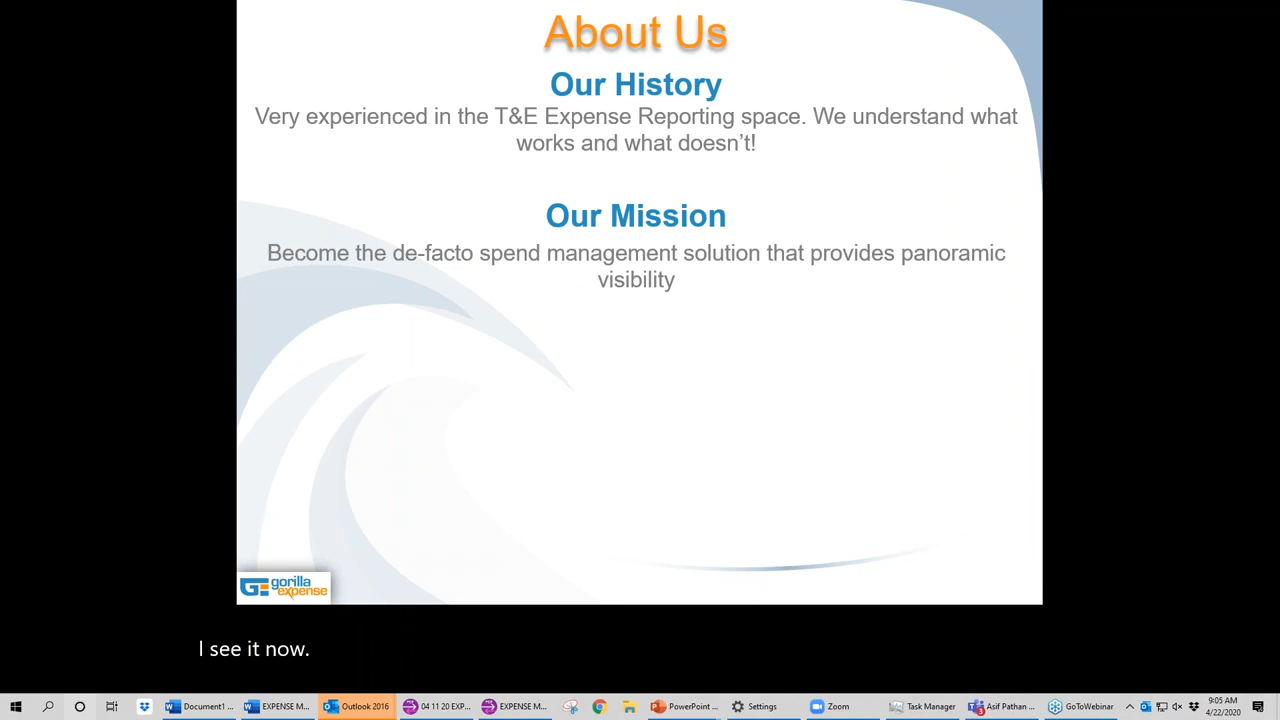 About Us
Our History
Very experienced in the T&E Expense Reporting space. We understand what
works and what doesn’t!
Our Mission
Become the de-facto spend management solution that provides panoramic
visibility
gorilla
expense
I see it now.
Document1 ...
EXPENSE M...
Outlook 2016
04 11 20 EXP...
EXPENSE M...
PowerPoint ...
Settings
Zoom
Task Manager
3
Asif Pathan ...
GoToWebinar
9:05 AM
4/22/2020